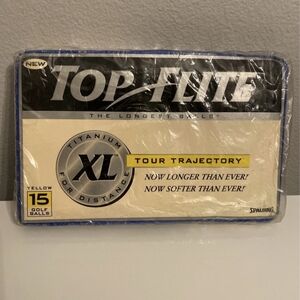 NEW
TOP FLITE
THE LONGEST BALLS
TITANIUM
XL
FOR DISTANCE
TOUR TRAJECTORY
NOW LONGER THAN EVER!
NOW SOFTER THAN EVER!
YELLOW
15
GOLF
BALLS
SPALDING